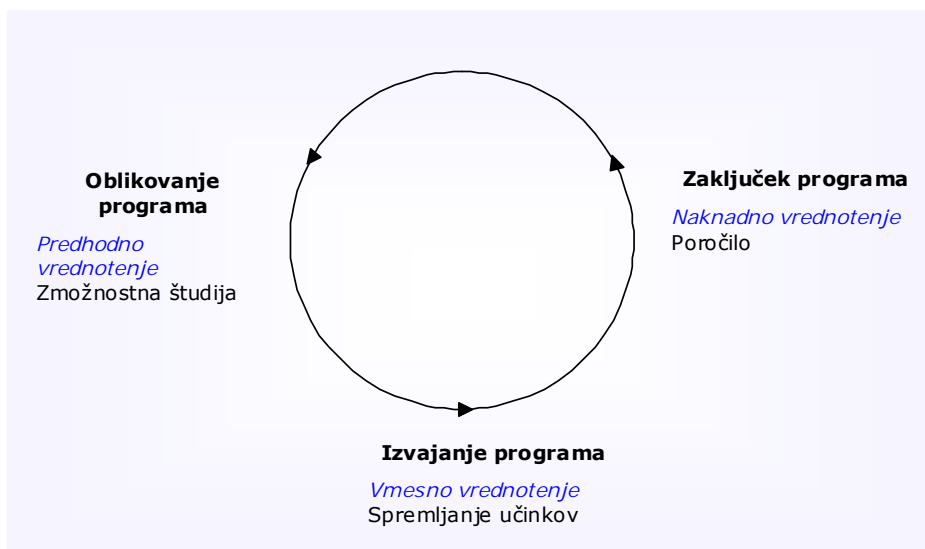 Oblikovanje
programa
Predhodno
vrednotenje
Zmožnostna študija
Zaključek programa
Naknadno vrednotenje
Poročilo
Izvajanje programa
Vmesno vrednotenje
Spremljanje učinkov